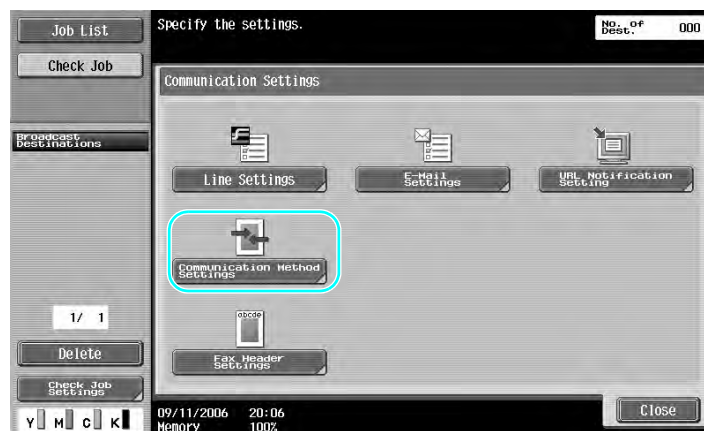 Job List
Check Job
Broadcast
Destinations
1/ 1
Delete
Check Job
Settings
Y M C K
Specify the settings.
No. of
Dest.
000
Communication Settings
Line Settings
E-Mail
Settings
URL Notification
Setting
Communication Method
Settings
abcde
Fax Header
Settings
09/11/2006 20:06
Memory 100%
Close